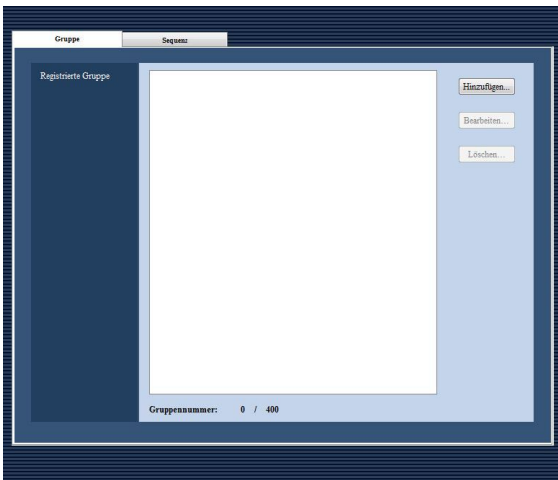 Gruppe Sequenz
Registrierte Gruppe
Hinzufügen...
Bearbeiten...
Löschen...
Gruppennummer: 0 / 400